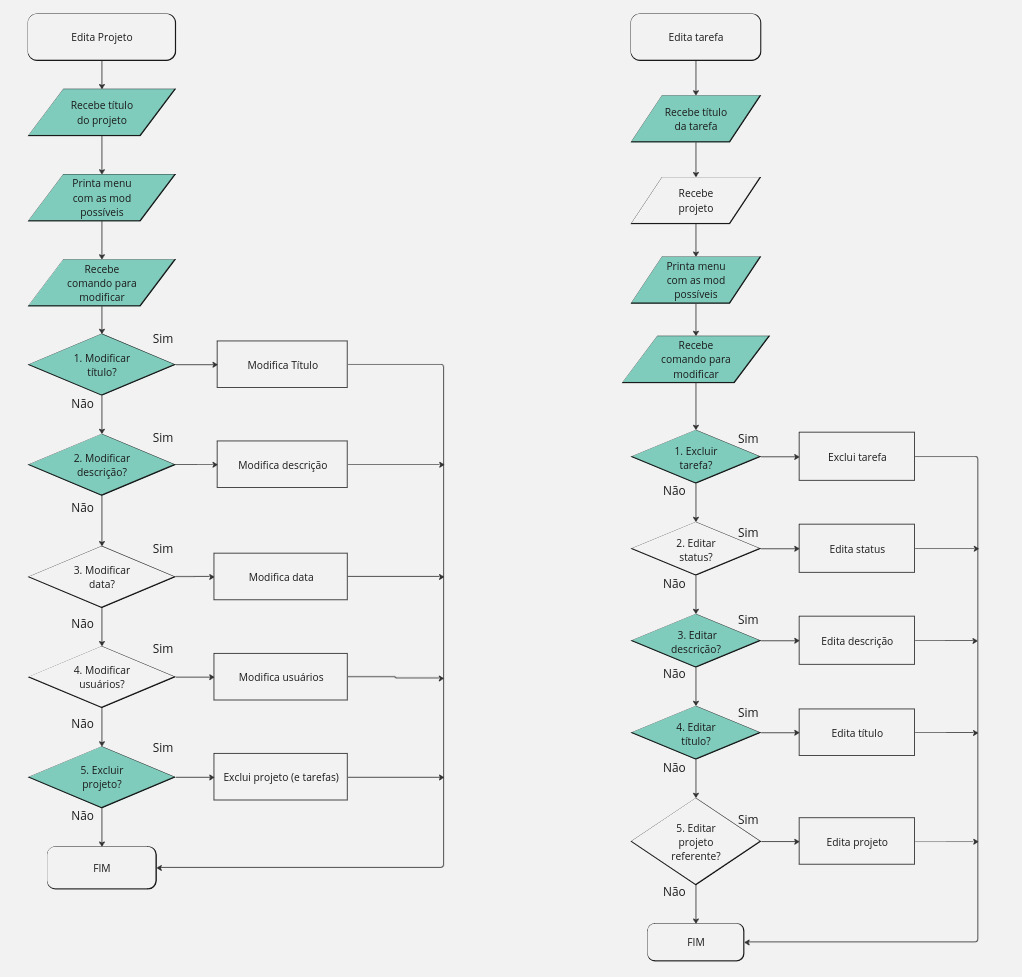 Edita Projeto
Recebe título
do projeto
Printa menu
com as mod
possíveis
Recebe
comando para
modificar
1. Modificar
título?
Sim
Modifica Título
Não
2. Modificar
descrição?
Sim
Modifica descrição
Não
3. Modificar
data?
Sim
Modifica data
Não
4. Modificar
usuários?
Sim
Modifica usuários
Não
5. Excluir
projeto?
Sim
Exclui projeto (e tarefas)
Não
FIM
Edita tarefa
Recebe título
da tarefa
Recebe
projeto
Printa menu
com as mod
possíveis
Recebe
comando para
modificar
1. Excluir
tarefa?
Sim
Exclui tarefa
Não
2. Editar
status?
Sim
Edita status
Não
3. Editar
descrição?
Sim
Edita descrição
Não
4. Editar
título?
Sim
Edita título
Não
5. Editar
projeto
referente?
Sim
Edita projeto
Não
FIM